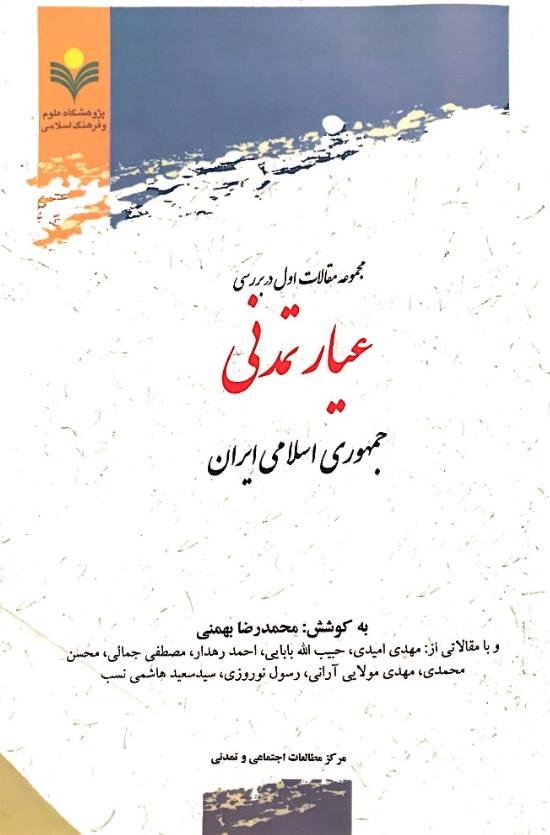 پژوهشگاه علوم
و فرهنگ اسلامی
مجموعه مقالات اول در بررسی
عیار تمدنی
جمهوری اسلامی ایران
به کوشش: محمدرضا بهمنی
و با مقالاتی از: مهدی امیدی، حبیب الله بابایی، احمد رهدار، مصطفی جمالی، محسن
محمدی، مهدی مولایی آرانی، رسول نوروزی، سیدسعید هاشمی نسب
مرکز مطالعات اجتماعی و تمدنی